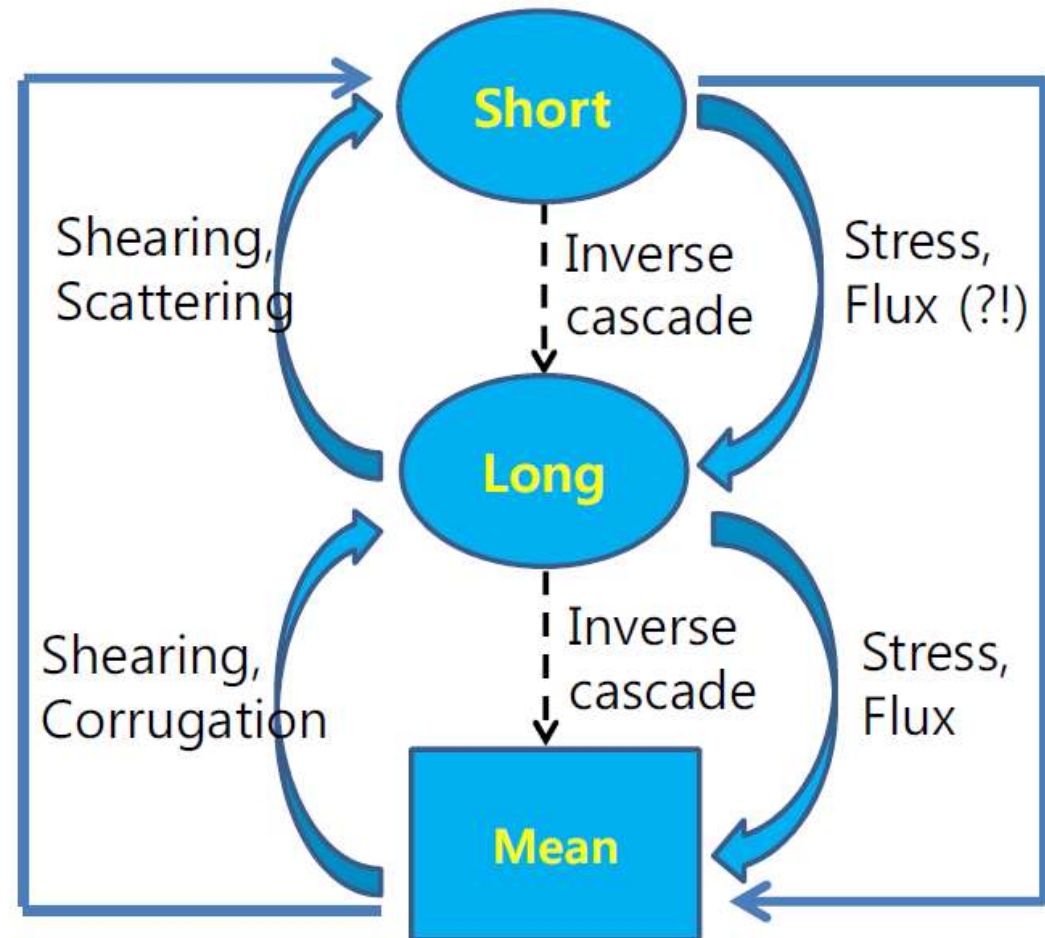 Short
Shearing,
Scattering
Inverse
cascade
Stress,
Flux (?!)
Long
Shearing,
Corrugation
Inverse
cascade
Stress,
Flux
Mean